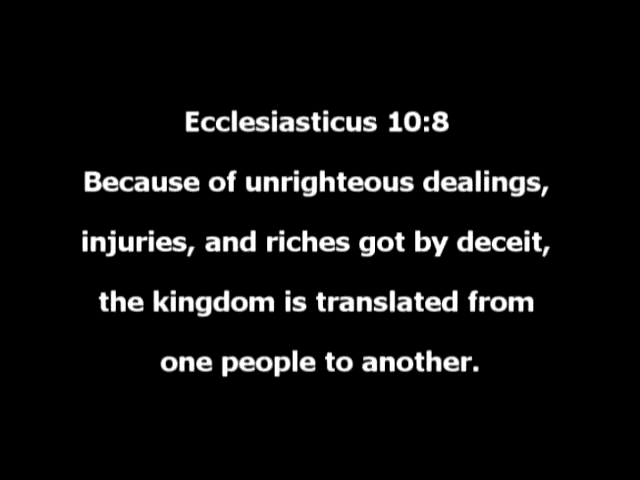 Ecclesiasticus 10:8
Because of unrighteous dealings,
injuries, and riches got by deceit,
the kingdom is translated from
one people to another.